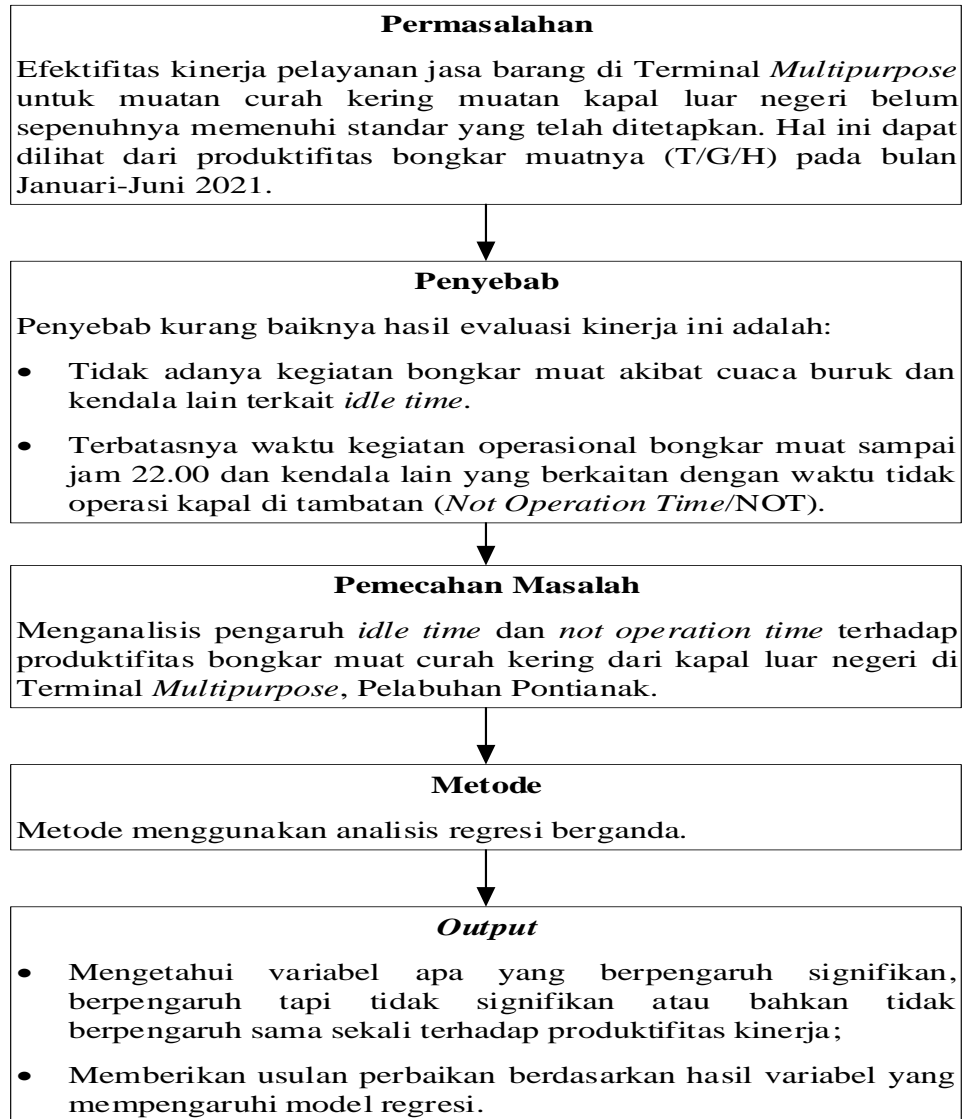 Permasalahan
Efektifitas kinerja pelayanan jasa barang di Terminal Multipurpose
untuk muatan curah kering muatan kapal luar negeri belum
sepenuhnya memenuhi standar yang telah ditetapkan. Hal ini dapat
dilihat dari produktifitas bongkar muatnya (T/G/H) pada bulan
Januari-Juni 2021.
Penyebab
Penyebab kurang baiknya hasil evaluasi kinerja ini adalah:
• Tidak adanya kegiatan bongkar muat akibat cuaca buruk dan
kendala lain terkait idle time.
• Terbatasnya waktu kegiatan operasional bongkar muat sampai
jam 22.00 dan kendala lain yang berkaitan dengan waktu tidak
operasi kapal di tambatan (Not Operation Time/NOT).
Pemecahan Masalah
Menganalisis pengaruh idle time dan not operation time terhadap
produktifitas bongkar muat curah kering dari kapal luar negeri di
Terminal Multipurpose, Pelabuhan Pontianak.
Metode
Metode menggunakan analisis regresi berganda.
Output
• Mengetahui variabel apa yang berpengaruh signifikan,
berpengaruh tapi tidak signifikan atau bahkan tidak
berpengaruh sama sekali terhadap produktifitas kinerja;
• Memberikan usulan perbaikan berdasarkan hasil variabel yang
mempengaruhi model regresi.